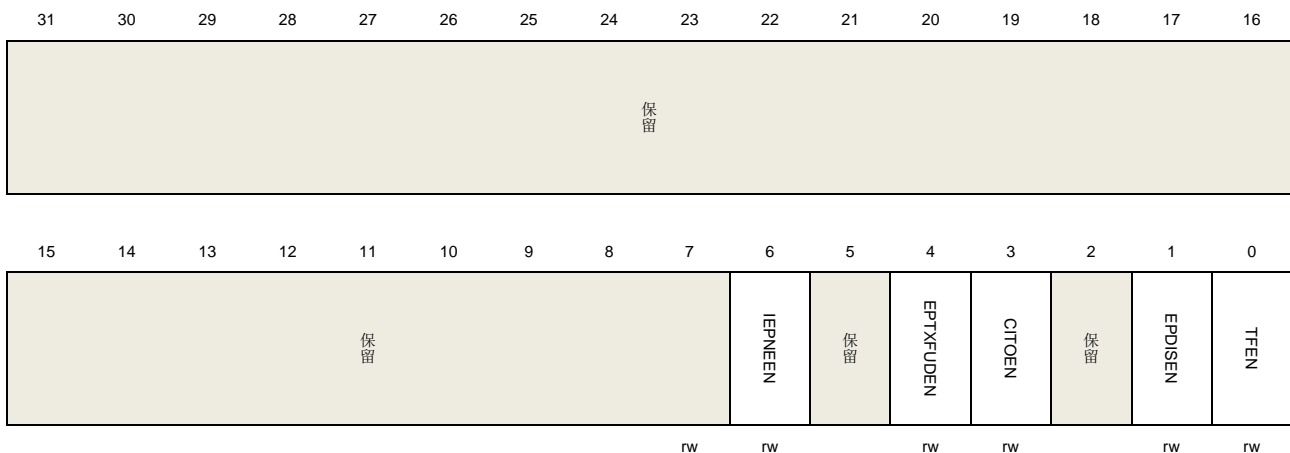 31 30 29 28 27 26 25 24 23 22 21 20 19 18 17 16
保留
15 14 13 12 11 10 9 8 7 6 5 4 3 2 1 0
保留 IEPNEEN 保留 EPTXFUDEN CITOEN 保留 EPDISEN TFEN
rw rw rw rw rw rw